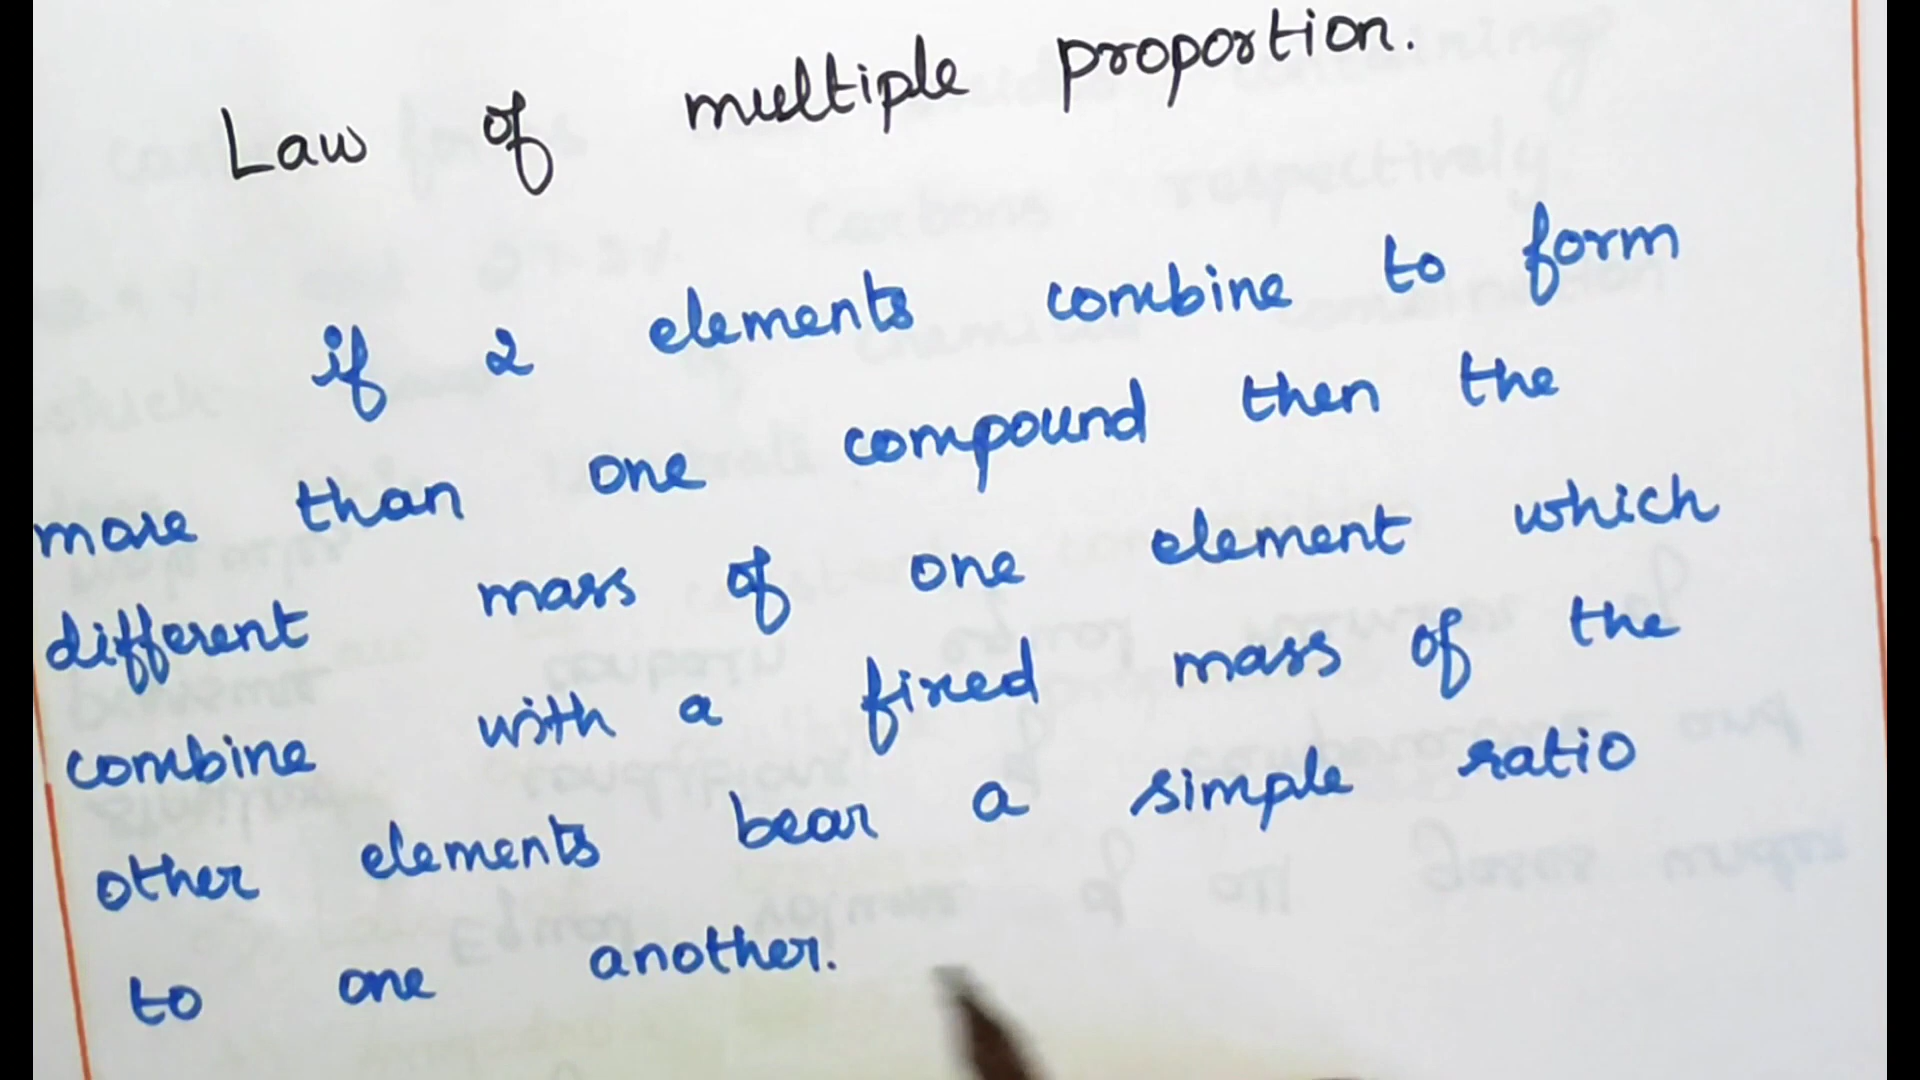 Law of multiple proportion.
if 2 elements combine to form
more than one compound then the
different mass of one element which
combine with a fixed mass of the
other elements bear a simple ratio
to one another.